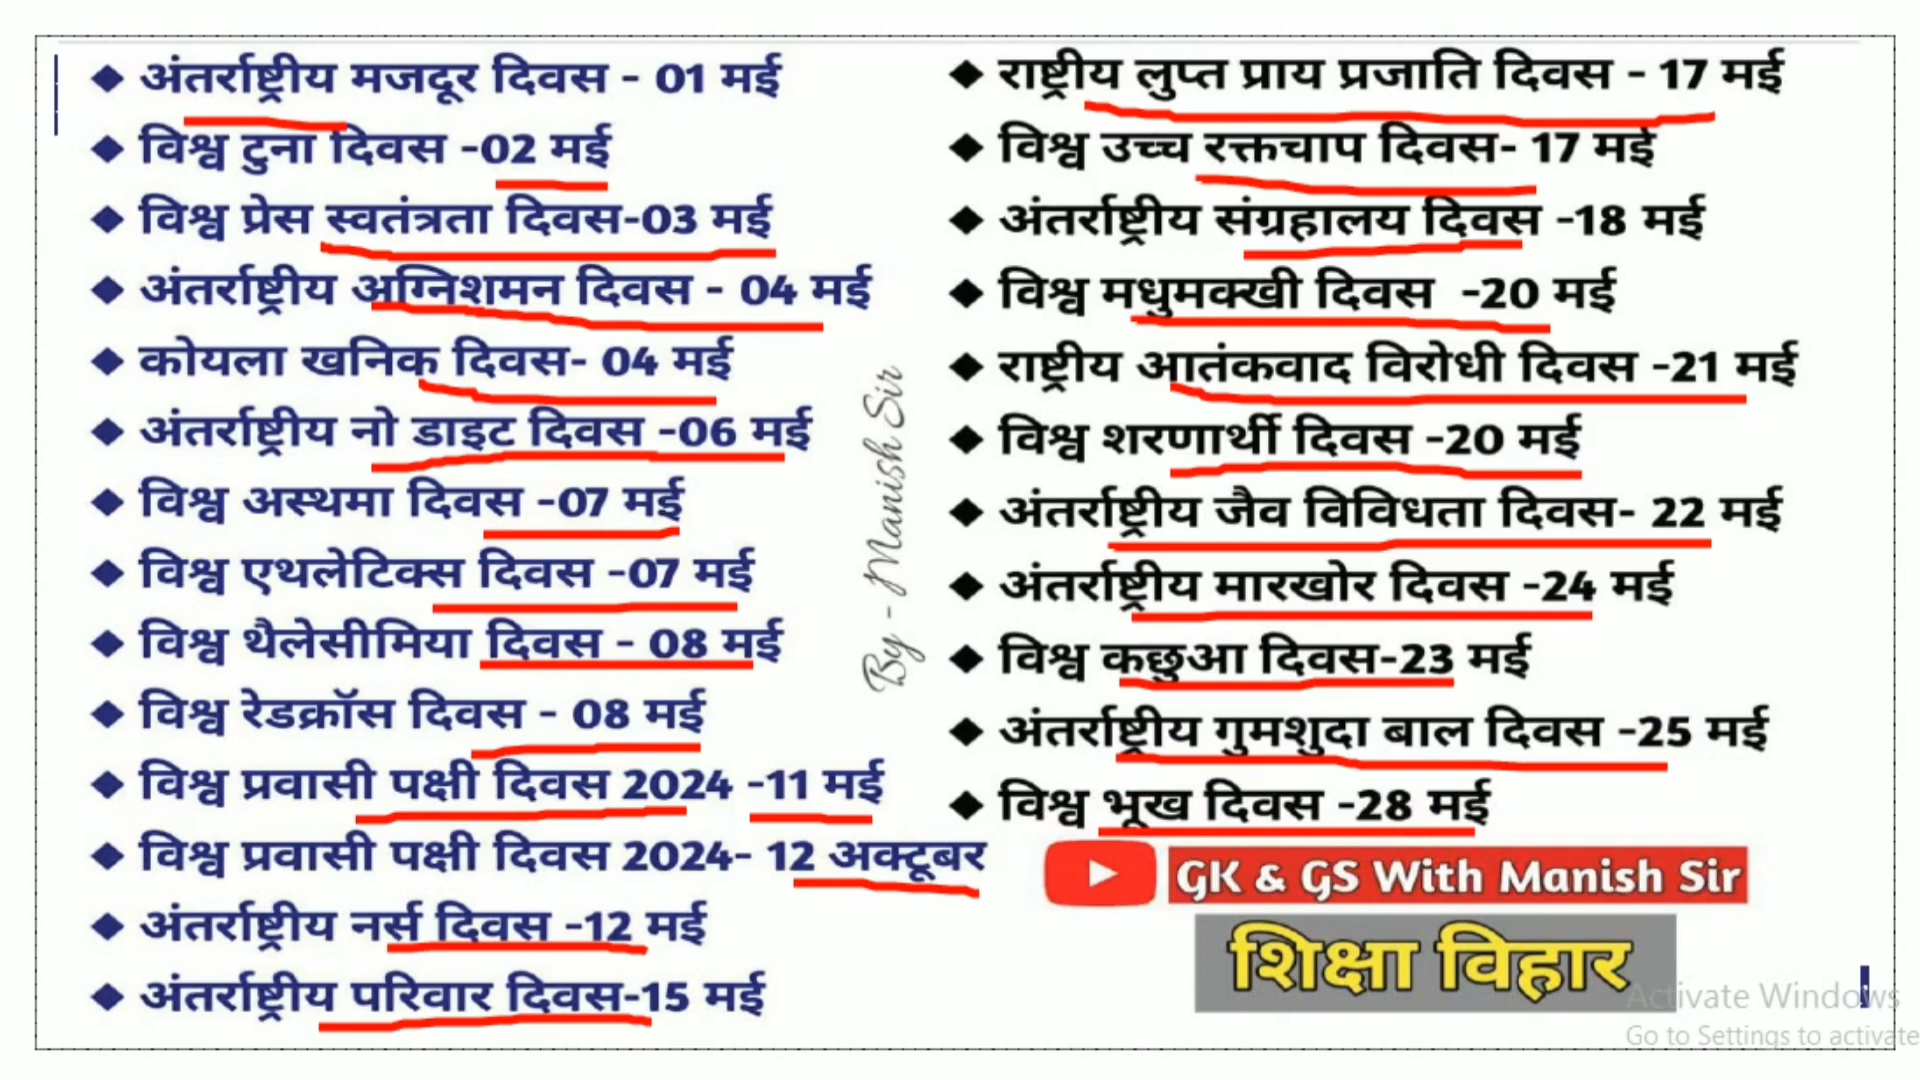 ◆ अंतर्राष्ट्रीय मजदूर दिवस - 01 मई
◆ विश्व टुना दिवस -02 मई
◆ विश्व प्रेस स्वतंत्रता दिवस-03 मई
◆ अंतर्राष्ट्रीय अग्निशमन दिवस - 04 मई
◆ कोयला खनिक दिवस- 04 मई
◆ अंतर्राष्ट्रीय नो डाइट दिवस -06 मई
◆ विश्व अस्थमा दिवस -07 मई
◆ विश्व एथलेटिक्स दिवस -07 मई
◆ विश्व थैलेसीमिया दिवस - 08 मई
◆ विश्व रेडक्रॉस दिवस - 08 मई
◆ विश्व प्रवासी पक्षी दिवस 2024 -11 मई
◆ विश्व प्रवासी पक्षी दिवस 2024- 12 अक्टूबर
◆ अंतर्राष्ट्रीय नर्स दिवस -12 मई
◆ अंतर्राष्ट्रीय परिवार दिवस-15 मई
By - Manish Sir
◆ राष्ट्रीय लुप्त प्राय प्रजाति दिवस - 17 मई
◆ विश्व उच्च रक्तचाप दिवस- 17 मई
◆ अंतर्राष्ट्रीय संग्रहालय दिवस -18 मई
◆ विश्व मधुमक्खी दिवस -20 मई
◆ राष्ट्रीय आतंकवाद विरोधी दिवस -21 मई
◆ विश्व शरणार्थी दिवस -20 मई
◆ अंतर्राष्ट्रीय जैव विविधता दिवस- 22 मई
◆ अंतर्राष्ट्रीय मारखोर दिवस -24 मई
◆ विश्व कछुआ दिवस-23 मई
◆ अंतर्राष्ट्रीय गुमशुदा बाल दिवस -25 मई
◆ विश्व भूख दिवस -28 मई
GK & GS With Manish Sir
शिक्षा विहार
Activate Windows
Go to Settings to activate